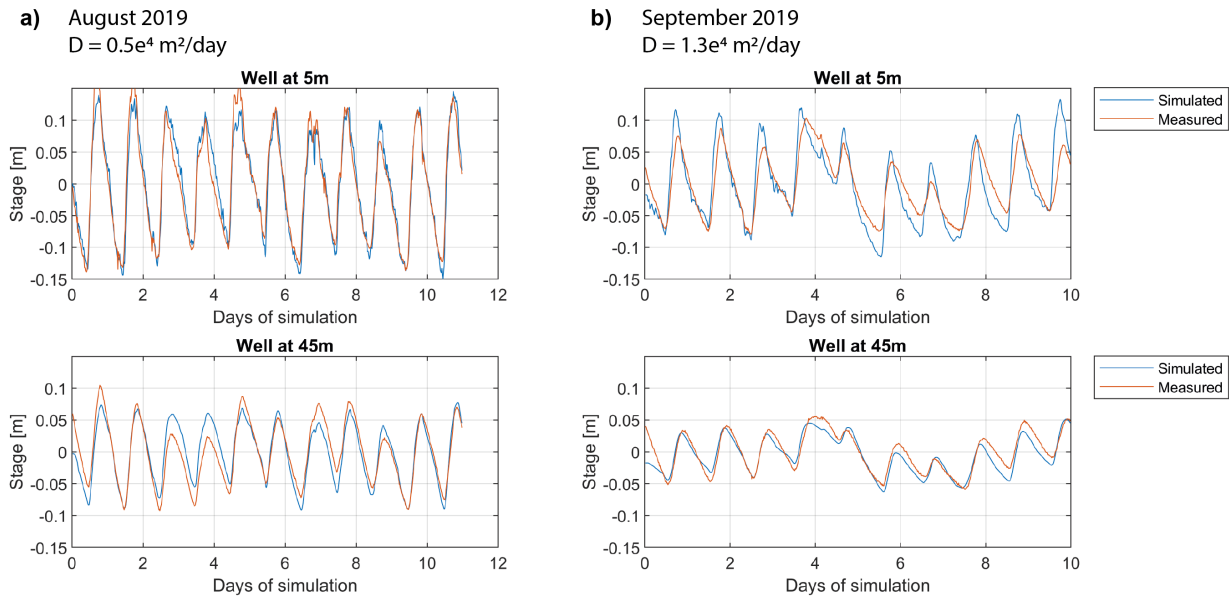 a) August 2019
D = 0.5e⁴ m²/day
Well at 5m
Stage [m]
0.1
0.05
0
-0.05
-0.1
-0.15
0 2 4 6 8 10 12
Days of simulation
Well at 45m
Stage [m]
0.1
0.05
0
-0.05
-0.1
-0.15
0 2 4 6 8 10 12
Days of simulation
b) September 2019
D = 1.3e⁴ m²/day
Well at 5m
Stage [m]
0.1
0.05
0
-0.05
-0.1
-0.15
0 2 4 6 8 10
Days of simulation
Simulated
Measured
Well at 45m
Stage [m]
0.1
0.05
0
-0.05
-0.1
-0.15
0 2 4 6 8 10
Days of simulation
Simulated
Measured